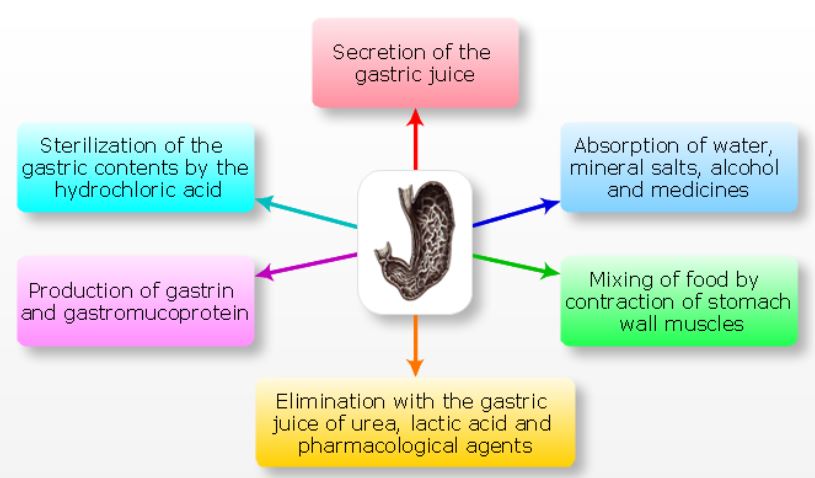 Secretion of the
gastric juice
Sterilization of the
gastric contents by the
hydrochloric acid
Absorption of water,
mineral salts, alcohol
and medicines
Production of gastrin
and gastromucoprotein
Mixing of food by
contraction of stomach
wall muscles
Elimination with the gastric
juice of urea, lactic acid and
pharmacological agents